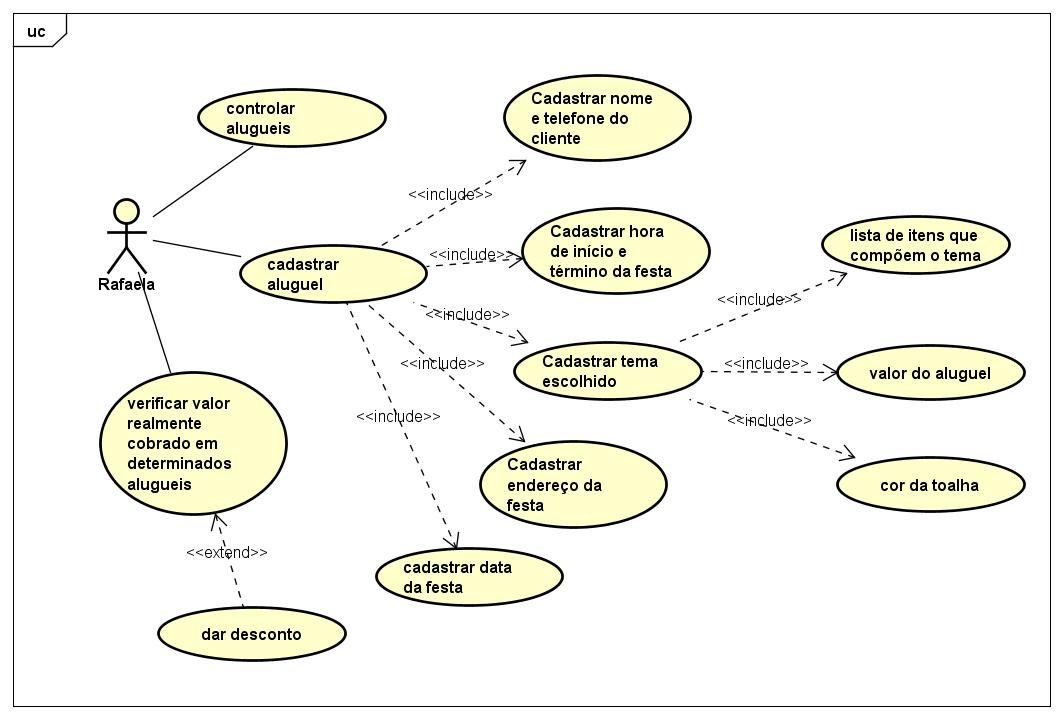 uc
controlar
alugueis
Cadastrar nome
e telefone do
cliente
<<include>>
Rafaela
cadastrar
aluguel
<<include>>
Cadastrar hora
de início e
término da festa
lista de itens que
compõem o tema
<<include>>
<<include>>
Cadastrar tema
escolhido
<<include>>
valor do aluguel
<<include>>
<<include>>
verificar valor
realmente
cobrado em
determinados
alugueis
<<include>>
Cadastrar
endereço da
festa
cor da toalha
<<extend>>
cadastrar data
da festa
dar desconto